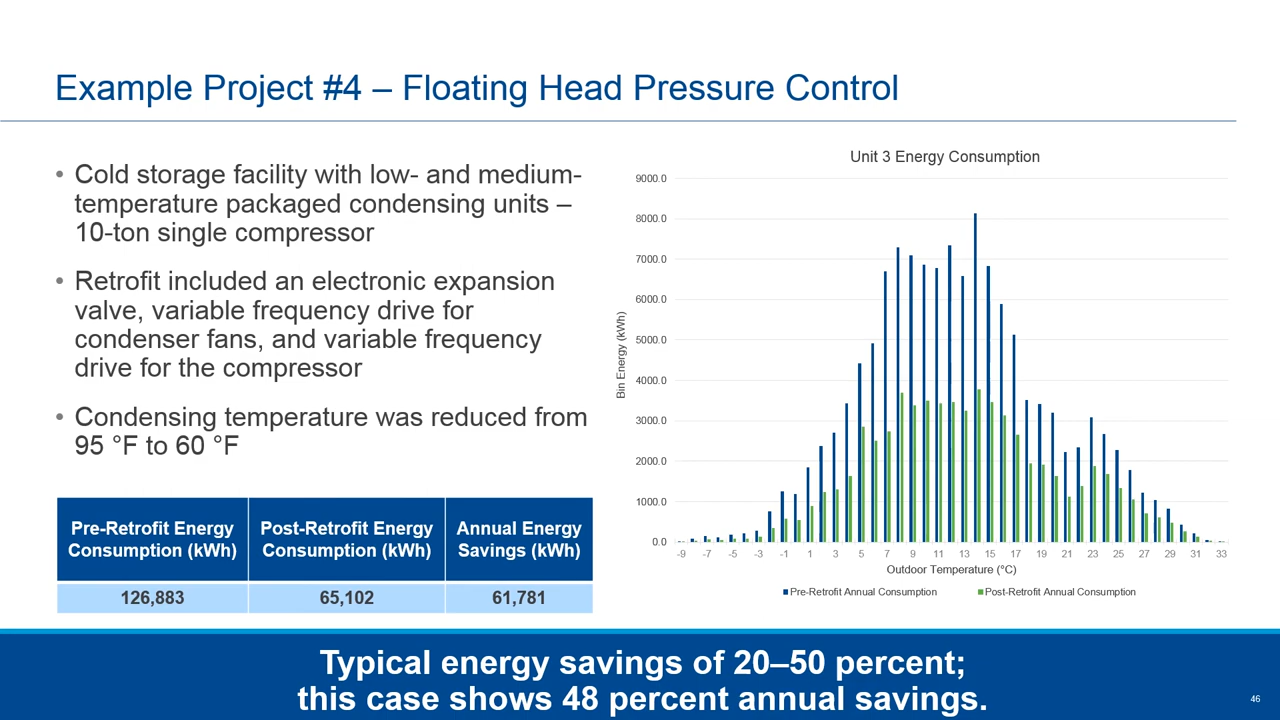 Example Project #4 – Floating Head Pressure Control
• Cold storage facility with low- and medium-
temperature packaged condensing units –
10-ton single compressor
• Retrofit included an electronic expansion
valve, variable frequency drive for
condenser fans, and variable frequency
drive for the compressor
• Condensing temperature was reduced from
95 °F to 60 °F
Pre-Retrofit Energy Consumption (kWh)
Post-Retrofit Energy Consumption (kWh)
Annual Energy Savings (kWh)
126,883 65,102 61,781
Unit 3 Energy Consumption
Bin Energy (kWh)
9000.0
8000.0
7000.0
6000.0
5000.0
4000.0
3000.0
2000.0
1000.0
0.0
-9 -7 -5 -3 -1 1 3 5 7 9 11 13 15 17 19 21 23 25 27 29 31 33
Outdoor Temperature (°C)
Pre-Retrofit Annual Consumption Post-Retrofit Annual Consumption
Typical energy savings of 20–50 percent;
this case shows 48 percent annual savings.
46